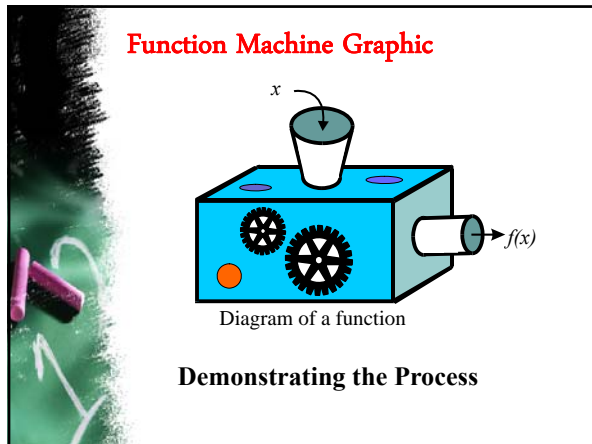 Function Machine Graphic
x
f(x)
Diagram of a function
Demonstrating the Process